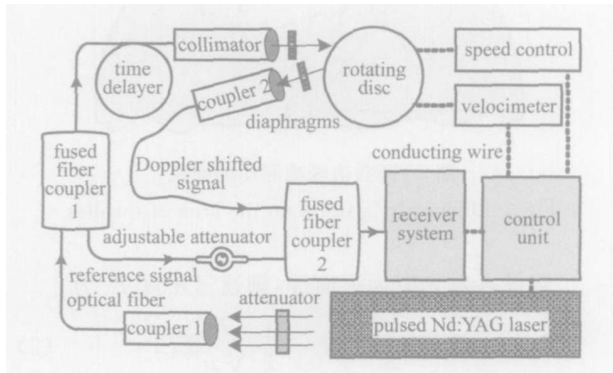 collimator
time
delayer
coupler 2
diaphragms
rotating
disc
speed control
velocimeter
conducting wire
fused
fiber
coupler
1
Doppler shifted
signal
fused
fiber
coupler
2
receiver
system
control
unit
adjustable attenuator
reference signal
optical fiber
attenuator
coupler 1
pulsed Nd:YAG laser